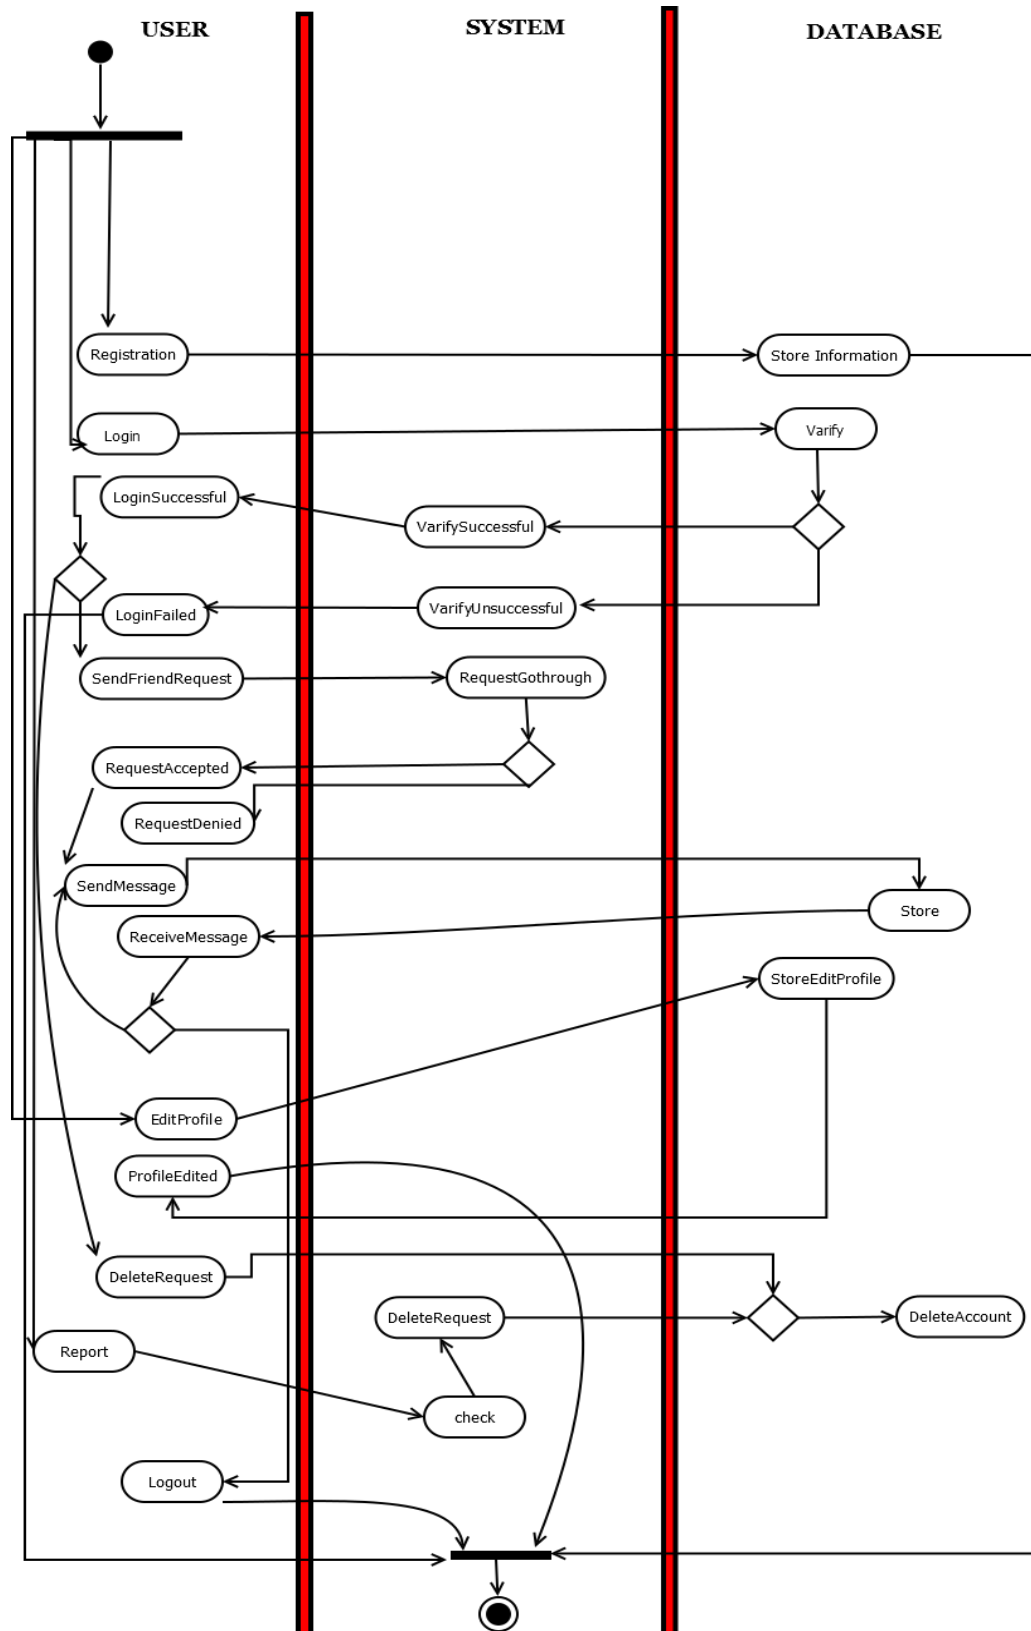 USER
SYSTEM
DATABASE
Registration
Store Information
Login
Varify
LoginSuccessful
VarifySuccessful
LoginFailed
VarifyUnsuccessful
SendFriendRequest
RequestGothrough
RequestAccepted
RequestDenied
SendMessage
Store
ReceiveMessage
StoreEditProfile
EditProfile
ProfileEdited
DeleteRequest
DeleteRequest
DeleteAccount
Report
check
Logout